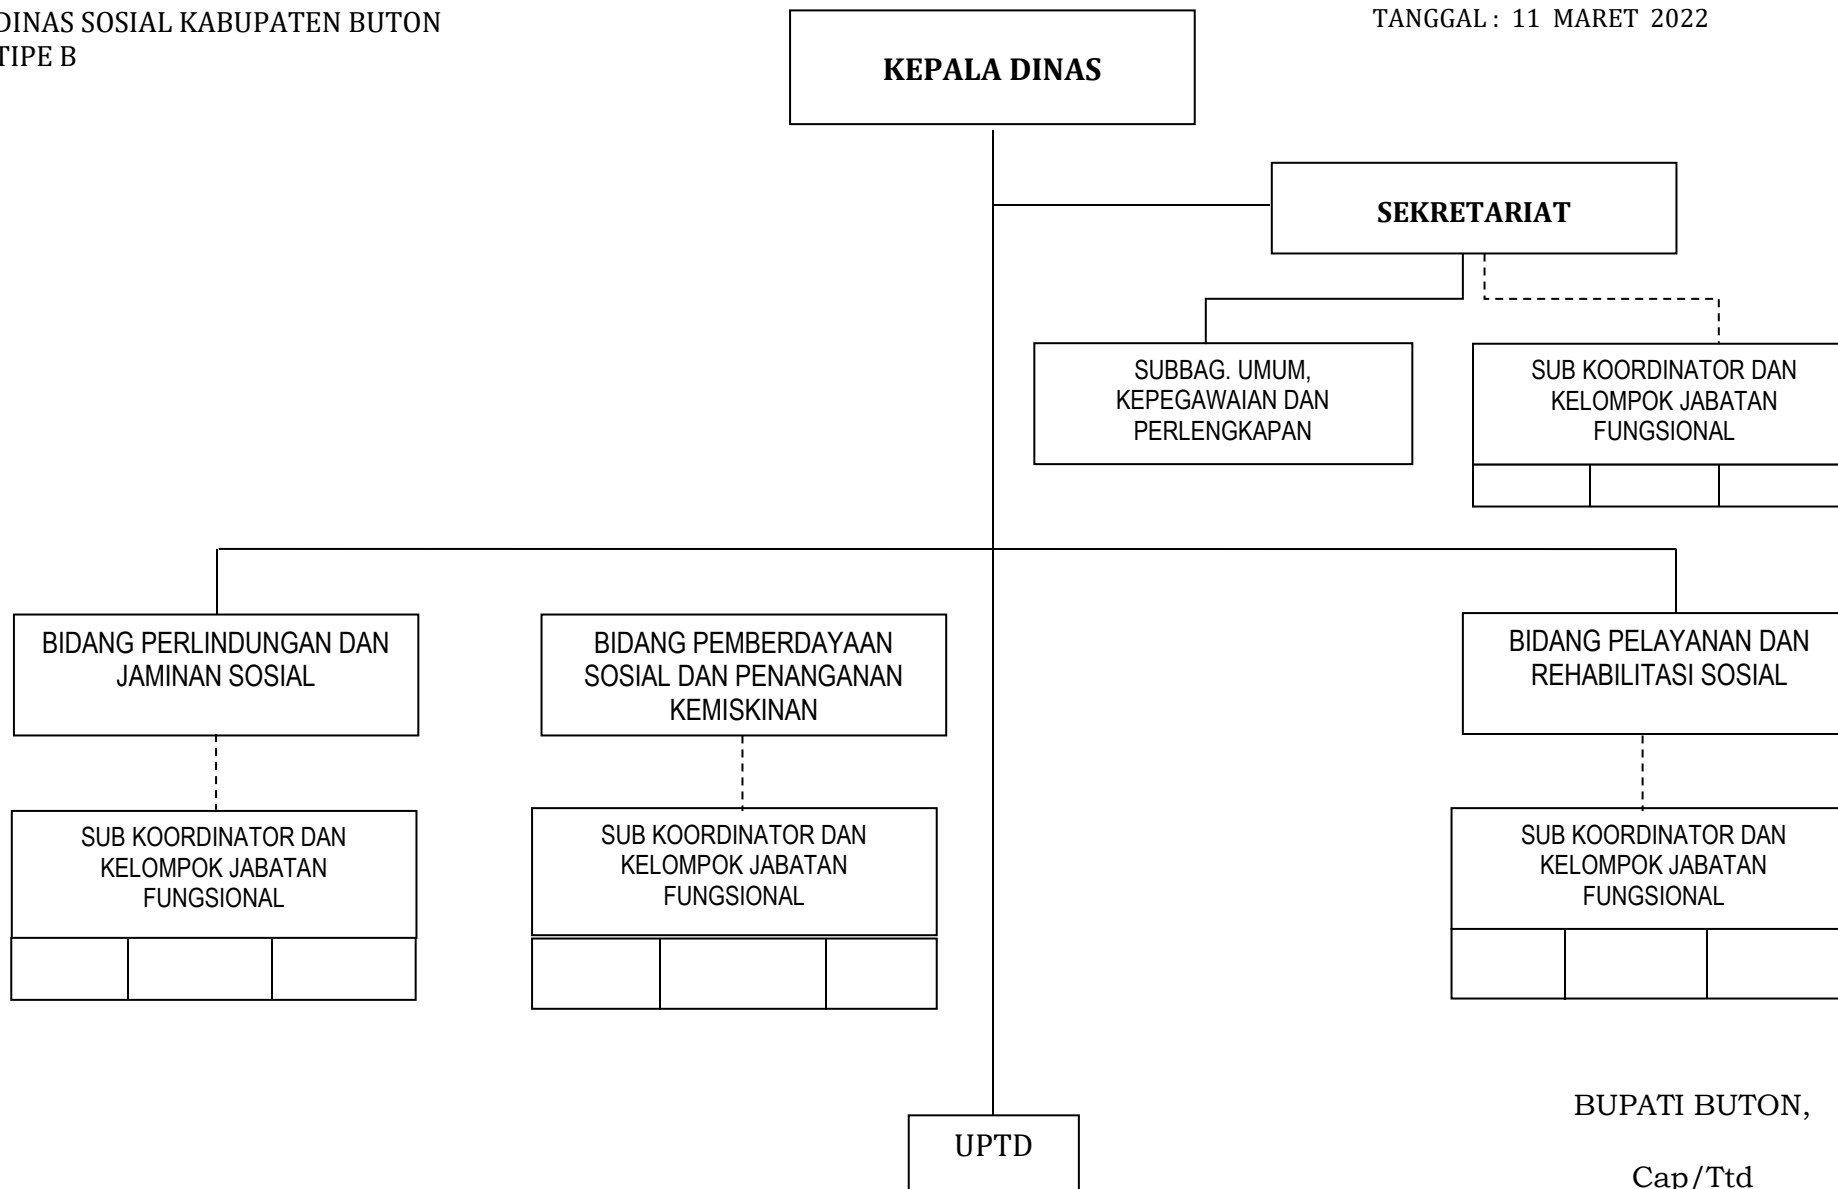 DINAS SOSIAL KABUPATEN BUTON
TIPE B
TANGGAL : 11 MARET 2022
KEPALA DINAS
SEKRETARIAT
SUBBAG. UMUM,
KEPEGAWAIAN DAN
PERLENGKAPAN
SUB KOORDINATOR DAN
KELOMPOK JABATAN
FUNGSIONAL
BIDANG PERLINDUNGAN DAN
JAMINAN SOSIAL
BIDANG PEMBERDAYAAN
SOSIAL DAN PENANGANAN
KEMISKINAN
BIDANG PELAYANAN DAN
REHABILITASI SOSIAL
SUB KOORDINATOR DAN
KELOMPOK JABATAN
FUNGSIONAL
SUB KOORDINATOR DAN
KELOMPOK JABATAN
FUNGSIONAL
SUB KOORDINATOR DAN
KELOMPOK JABATAN
FUNGSIONAL
UPTD
BUPATI BUTON,
Cap/Ttd